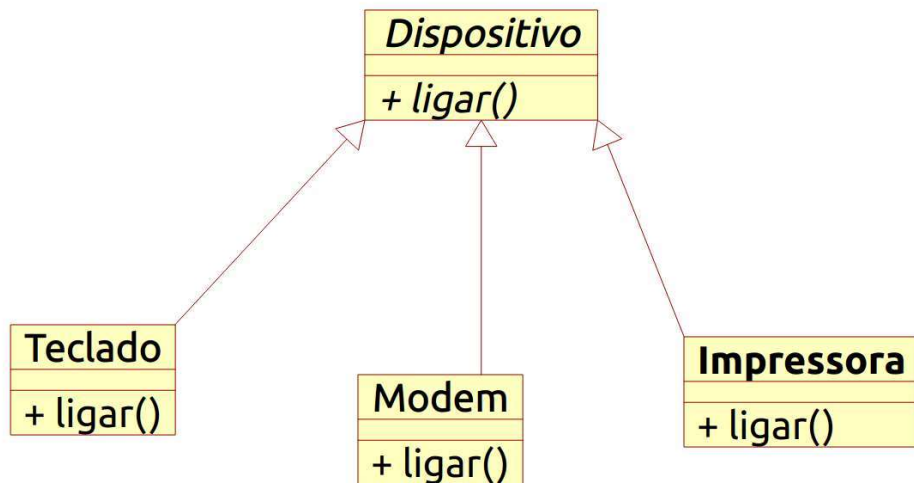 Dispositivo
+ ligar()
Teclado
+ ligar()
Modem
+ ligar()
Impressora
+ ligar()